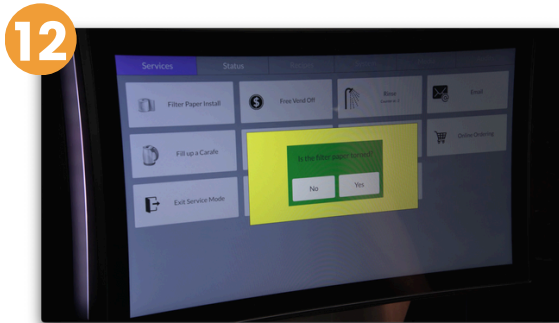 12
Services
Status
Filter Paper Install
Free Vend Off
Rinse
Email
Fill up a Carafe
Online Ordering
Is the filter paper
No
Yes
Exit Service Mode